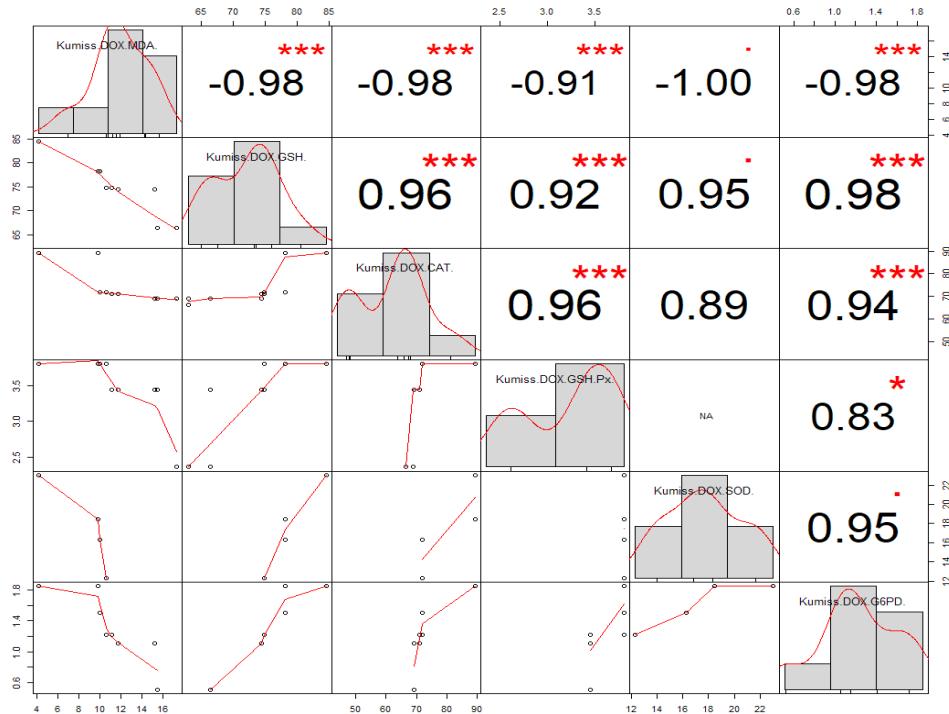 65 70 75 80 85
2.5 3.0 3.5
0.6 1.0 1.4 1.8
Kumiss.DOX.MDA.
***
-0.98
***
-0.98
***
-0.91
.
-1.00
***
-0.98
4 6 8 10 14
65 70 75 80 85
Kumiss.DOX.GSH.
***
0.96
***
0.92
.
0.95
***
0.98
Kumiss.DOX.CAT.
***
0.96
0.89
***
0.94
50 60 70 80 90
2.5 3.0 3.5
Kumiss.DOX.GSH.Px.
NA
*
0.83
Kumiss.DOX.SOD.
.
0.95
12 14 16 18 20 22
0.6 1.0 1.4 1.8
Kumiss.DOX.G6PD.
4 6 8 10 12 14 16
50 60 70 80 90
12 14 16 18 20 22